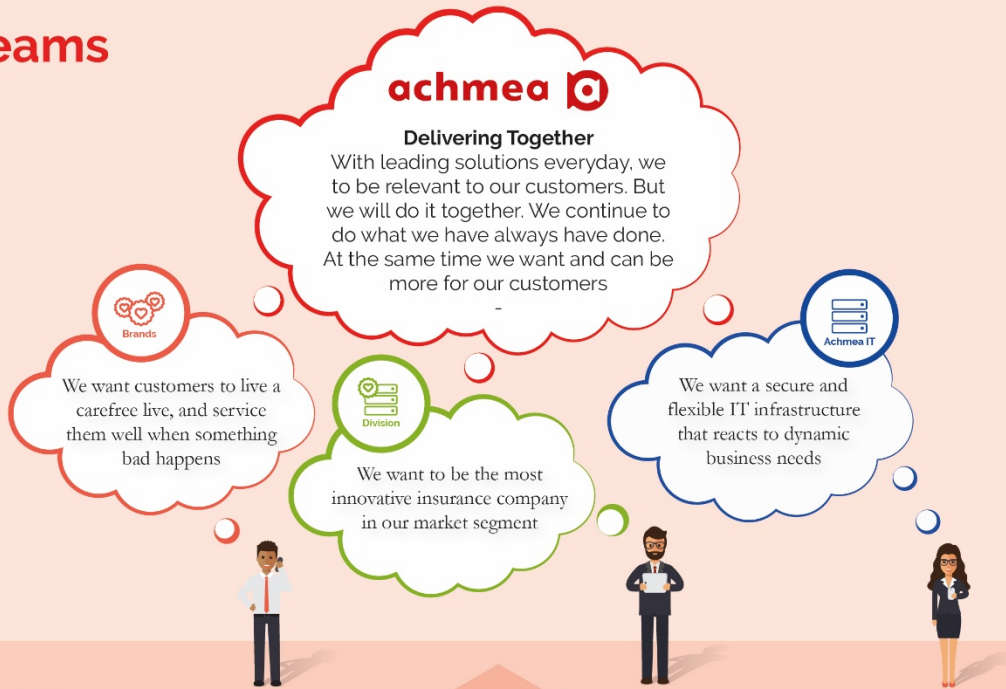 eams
achmea
Delivering Together
With leading solutions everyday, we
to be relevant to our customers. But
we will do it together. We continue to
do what we have always have done.
At the same time we want and can be
more for our customers
-
Brands
We want customers to live a
carefree live, and service
them well when something
bad happens
Division
We want to be the most
innovative insurance company
in our market segment
Achmea IT
We want a secure and
flexible IT infrastructure
that reacts to dynamic
business needs